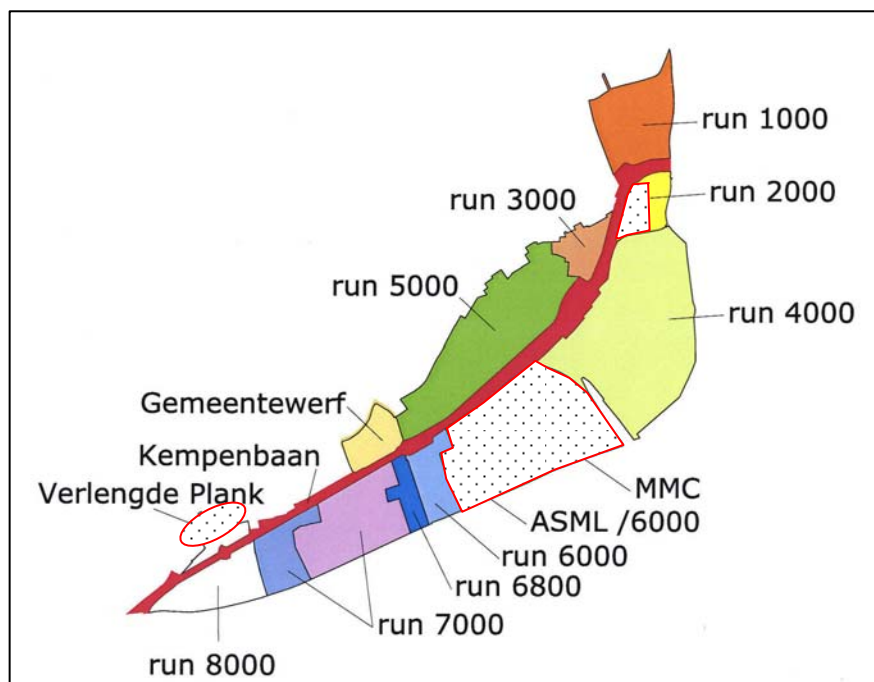 run 1000
run 2000
run 3000
run 5000
run 4000
Gemeentewerf
Kempenbaan
Verlengde Plank
MMC
ASML /6000
run 6000
run 6800
run 7000
run 8000